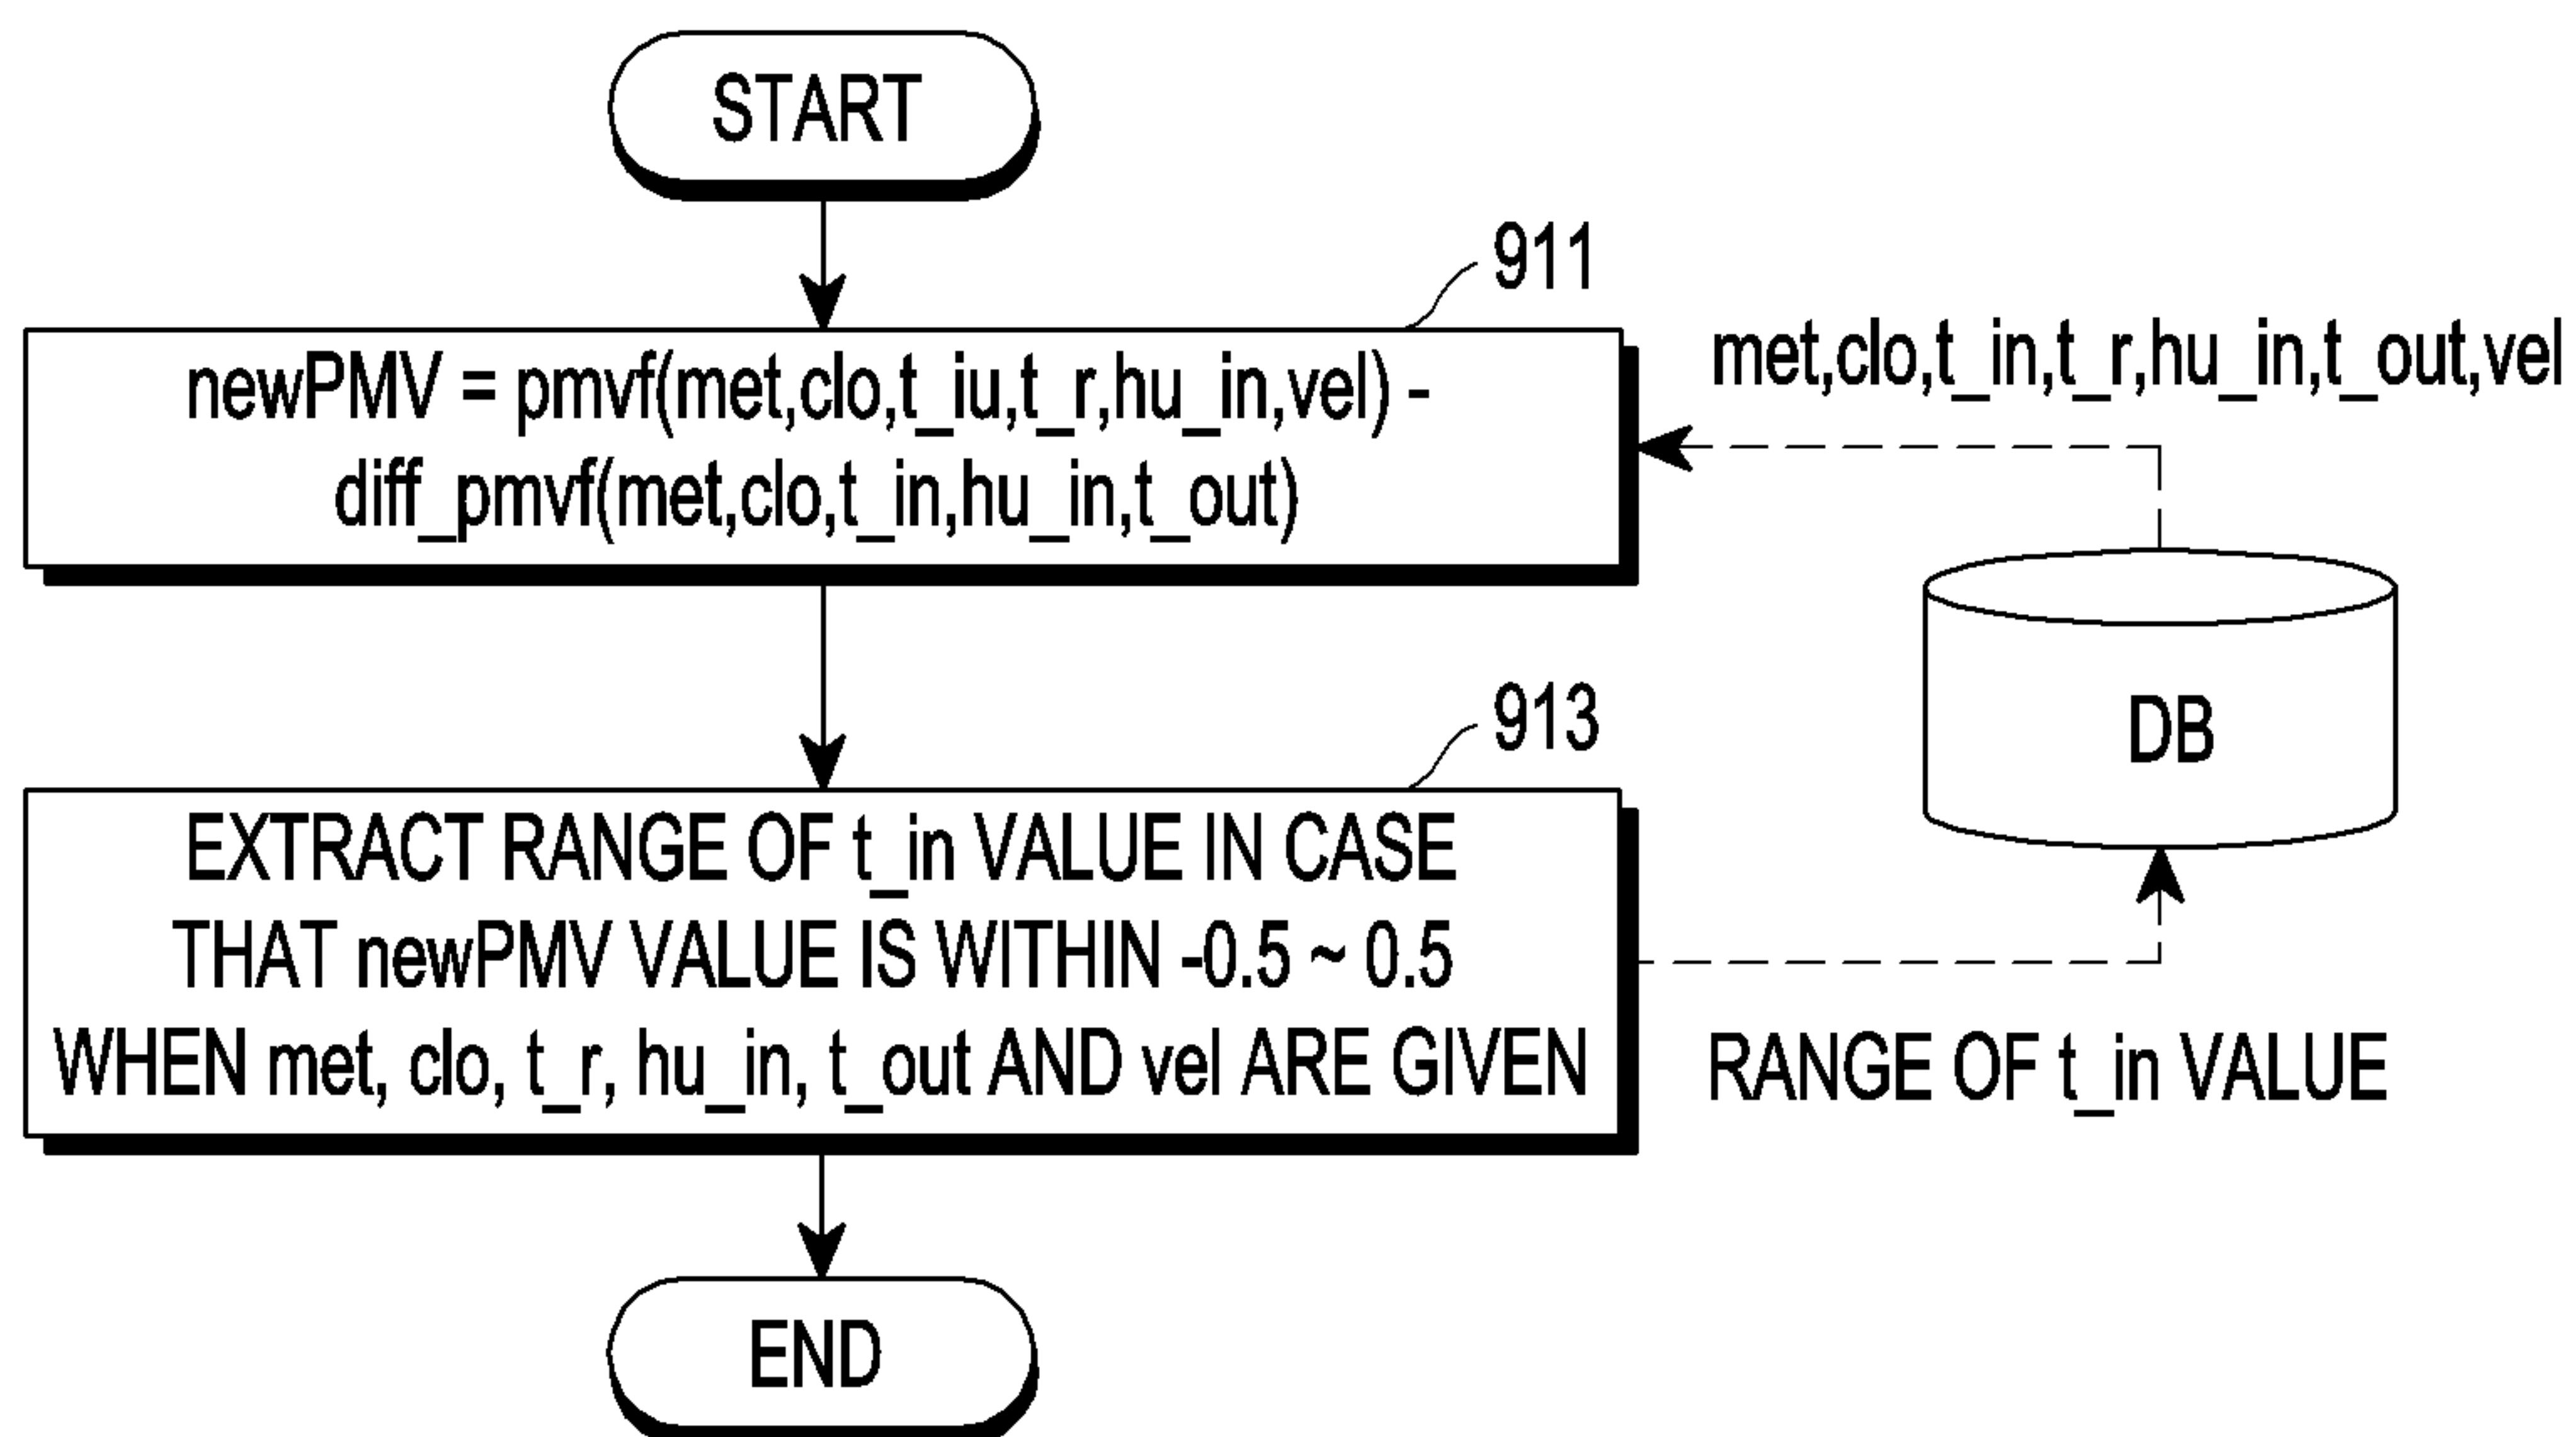 START
911
newPMV = pmvf(met,clo,t_iu,t_r,hu_in,vel) -
diff_pmvf(met,clo,t_in,hu_in,t_out)
met,clo,t_in,t_r,hu_in,t_out,vel
DB
913
EXTRACT RANGE OF t_in VALUE IN CASE
THAT newPMV VALUE IS WITHIN -0.5 ~ 0.5
WHEN met, clo, t_r, hu_in, t_out AND vel ARE GIVEN
RANGE OF t_in VALUE
END